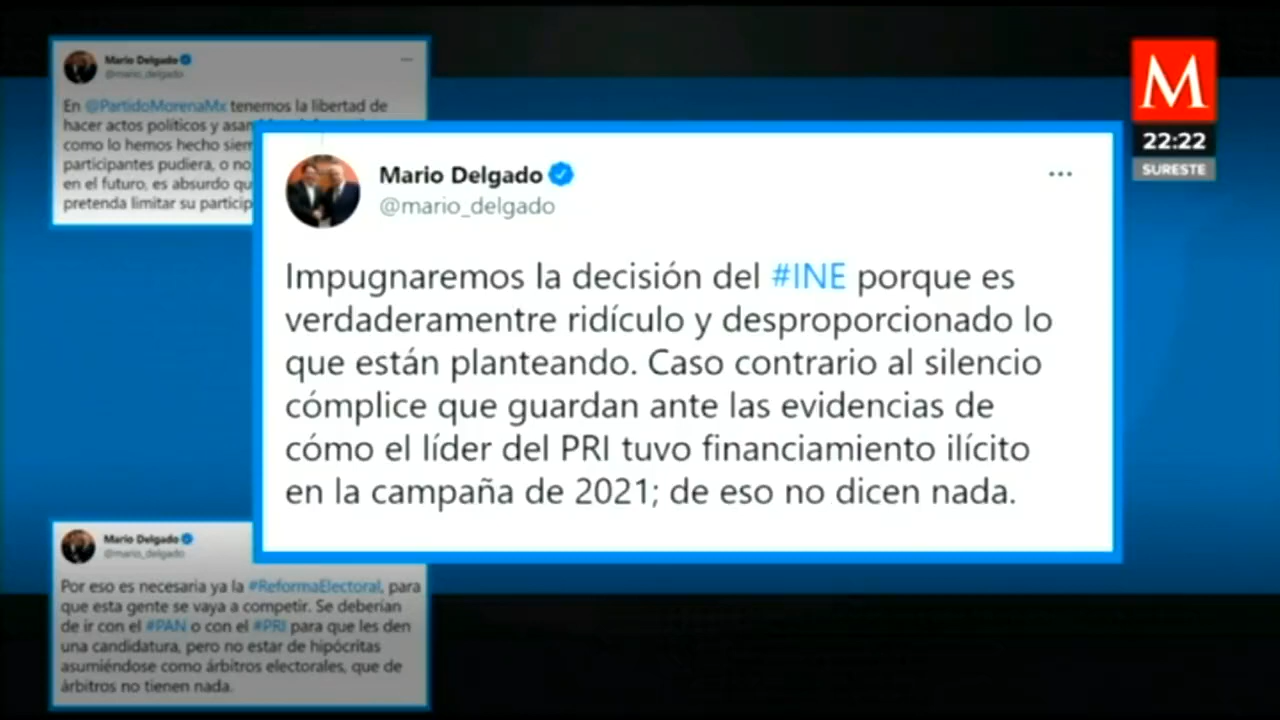 Mario Delgado
@mario_delgado
En @PartidoMorenaMx tenemos la libertad de
hacer actos políticos y
como lo hemos hecho
participantes pudiera, o no
en el futuro, es absurdo
pretenda limitar su
M
22:22
SURESTE
Mario Delgado
@mario_delgado
Impugnaremos la decisión del #INE porque es
verdaderamentre ridículo y desproporcionado lo
que están planteando. Caso contrario al silencio
cómplice que guardan ante las evidencias de
cómo el líder del PRI tuvo financiamiento ilícito
en la campaña de 2021; de eso no dicen nada.
Mario Delgado
@mario_delgado
Por eso es necesaria ya la #ReformaElectoral, para
que esta gente se vaya a competir. Se deberían
de ir con el #PAN o con el #PRI para que les den
una candidatura, pero no estar de hipócritas
asumiéndose como árbitros electorales, que de
árbitros no tienen nada.